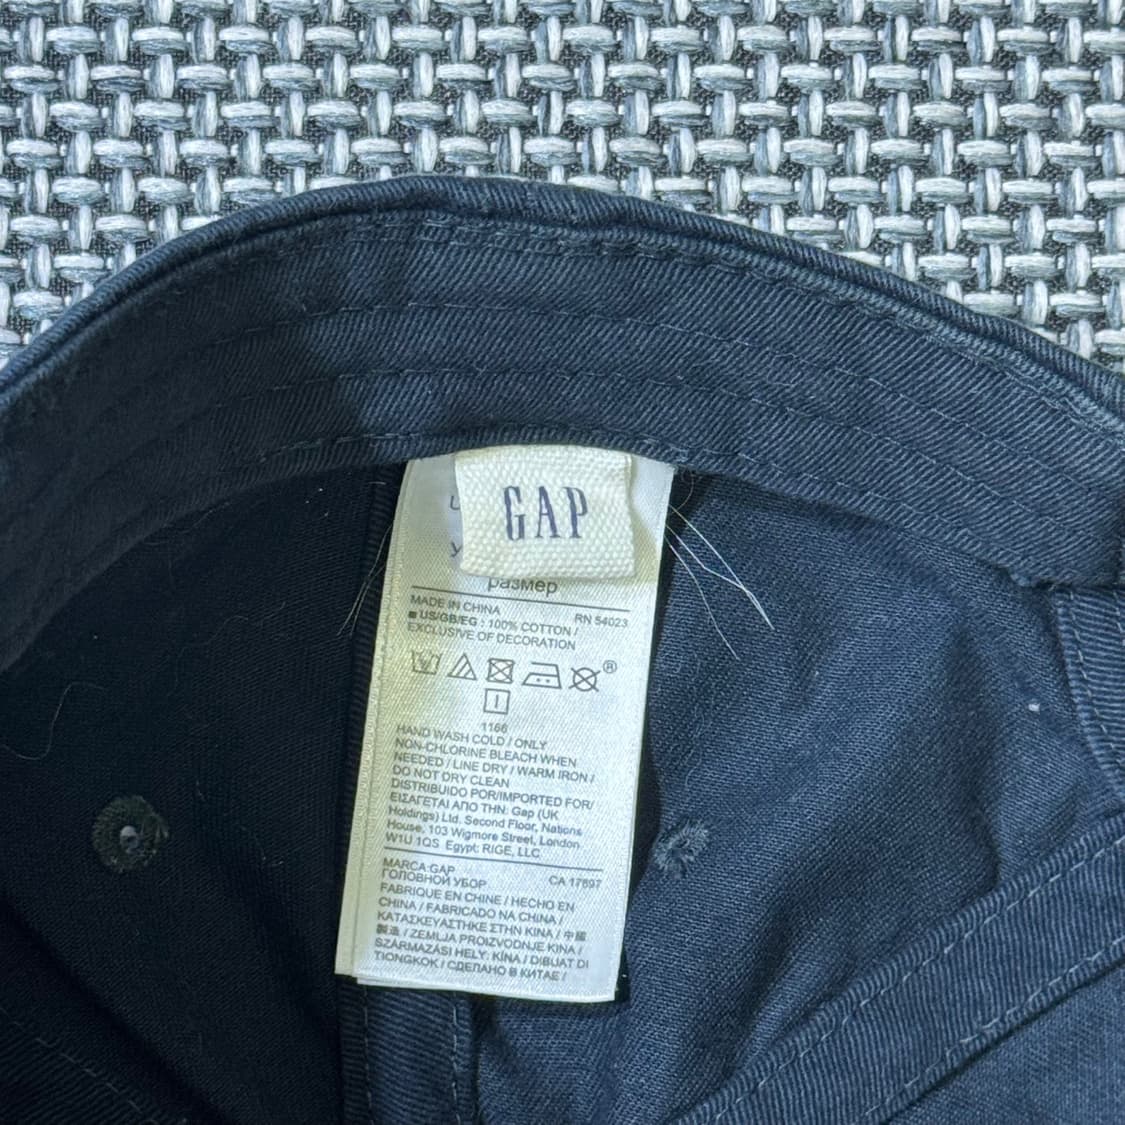 GAP
размер
MADE IN CHINA
RN 54023
■ US/GB/EG : 100% COTTON /
EXCLUSIVE OF DECORATION
1166
HAND WASH COLD / ONLY
NON-CHLORINE BLEACH WHEN
NEEDED / LINE DRY / WARM IRON /
DO NOT DRY CLEAN
DISTRIBUIDO POR/IMPORTED FOR/
ΕΙΣΑΓΕΤΑΙ ΑΠΟ ΤΗΝ: Gap (UK
Holdings) Ltd. Second Floor, Nations
House, 103 Wigmore Street, London
W1U 1QS Egypt: RIGE, LLC
MARCA:GAP
CA 17897
ГОЛОВНОЙ УБОР
FABRIQUE EN CHINE / HECHO EN
CHINA / FABRICADO NA CHINA /
ΚΑΤΑΣΚΕΥΑΣΤΗΚΕ ΣΤΗΝ ΚΙΝΑ / 中國
製造 / ZEMLJA PROIZVODNJE KINA /
SZÁRMAZÁSI HELY: KÍNA / DIBUAT DI
TIONGKOK / СДЕЛАНО В КИТАЕ /